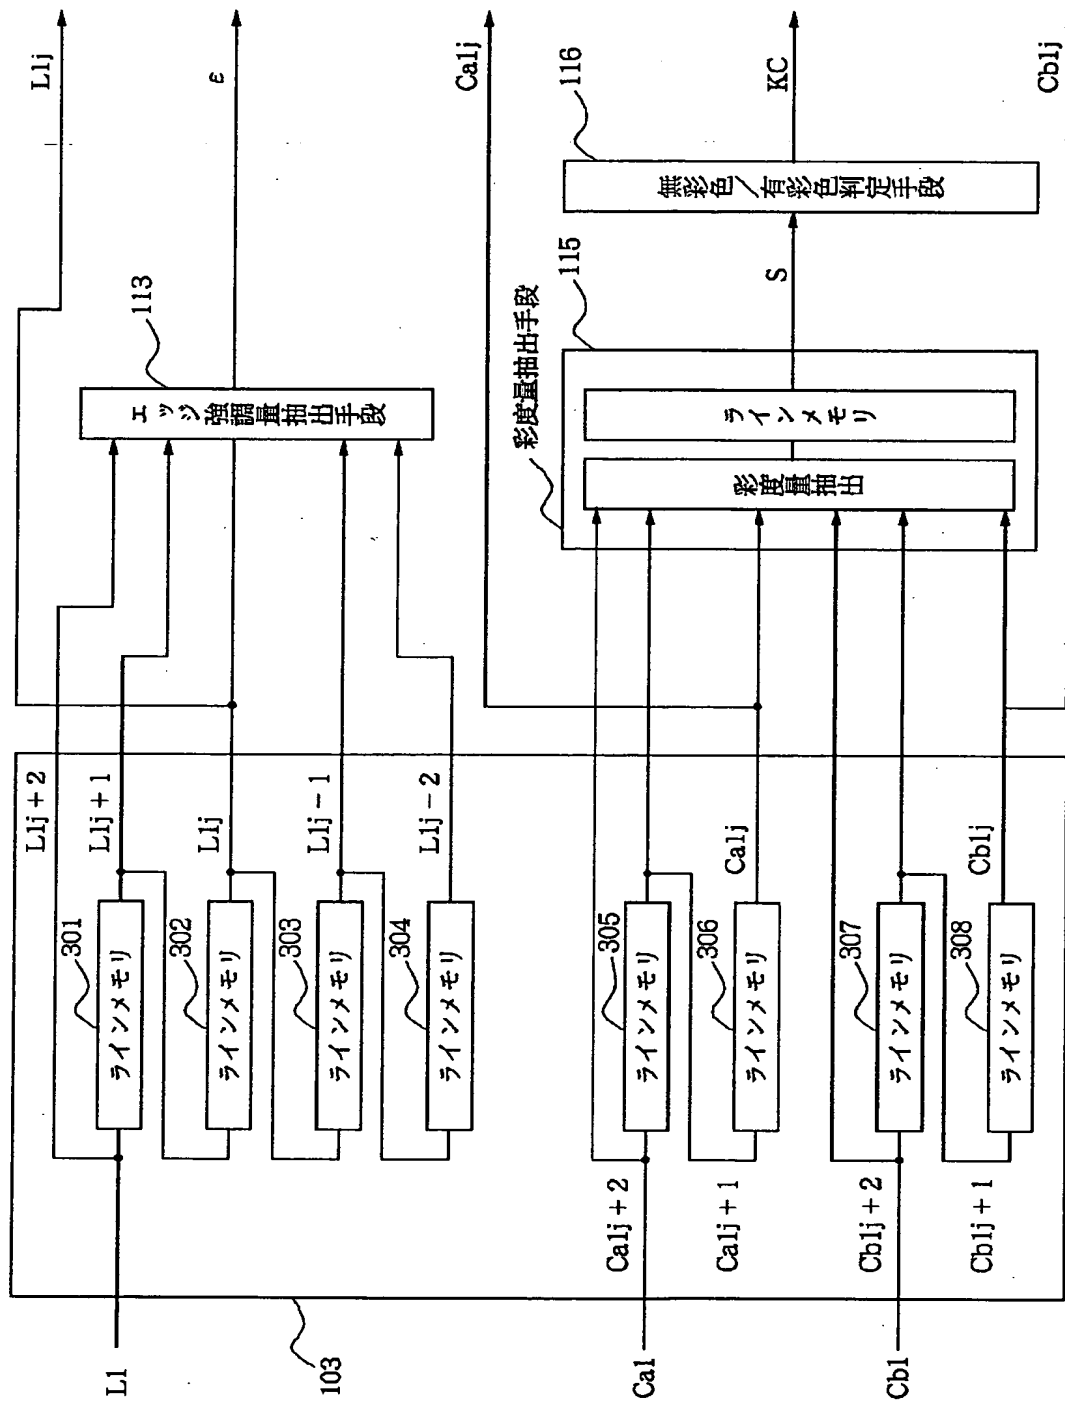 L1
103
L1j+2
301
ラインメモリ
L1j+1
302
ラインメモリ
L1j
303
ラインメモリ
L1j-1
304
ラインメモリ
L1j-2
113
エッジ強調量抽出手段
L1j
ε
Ca1
Ca1j+2
305
ラインメモリ
Ca1j+1
306
ラインメモリ
Ca1j
Cb1
Cb1j+2
307
ラインメモリ
Cb1j+1
308
ラインメモリ
Cb1j
彩度量抽出手段
115
彩度量抽出
ラインメモリ
S
116
無彩色/有彩色判定手段
Ca1j
KC
Cb1j